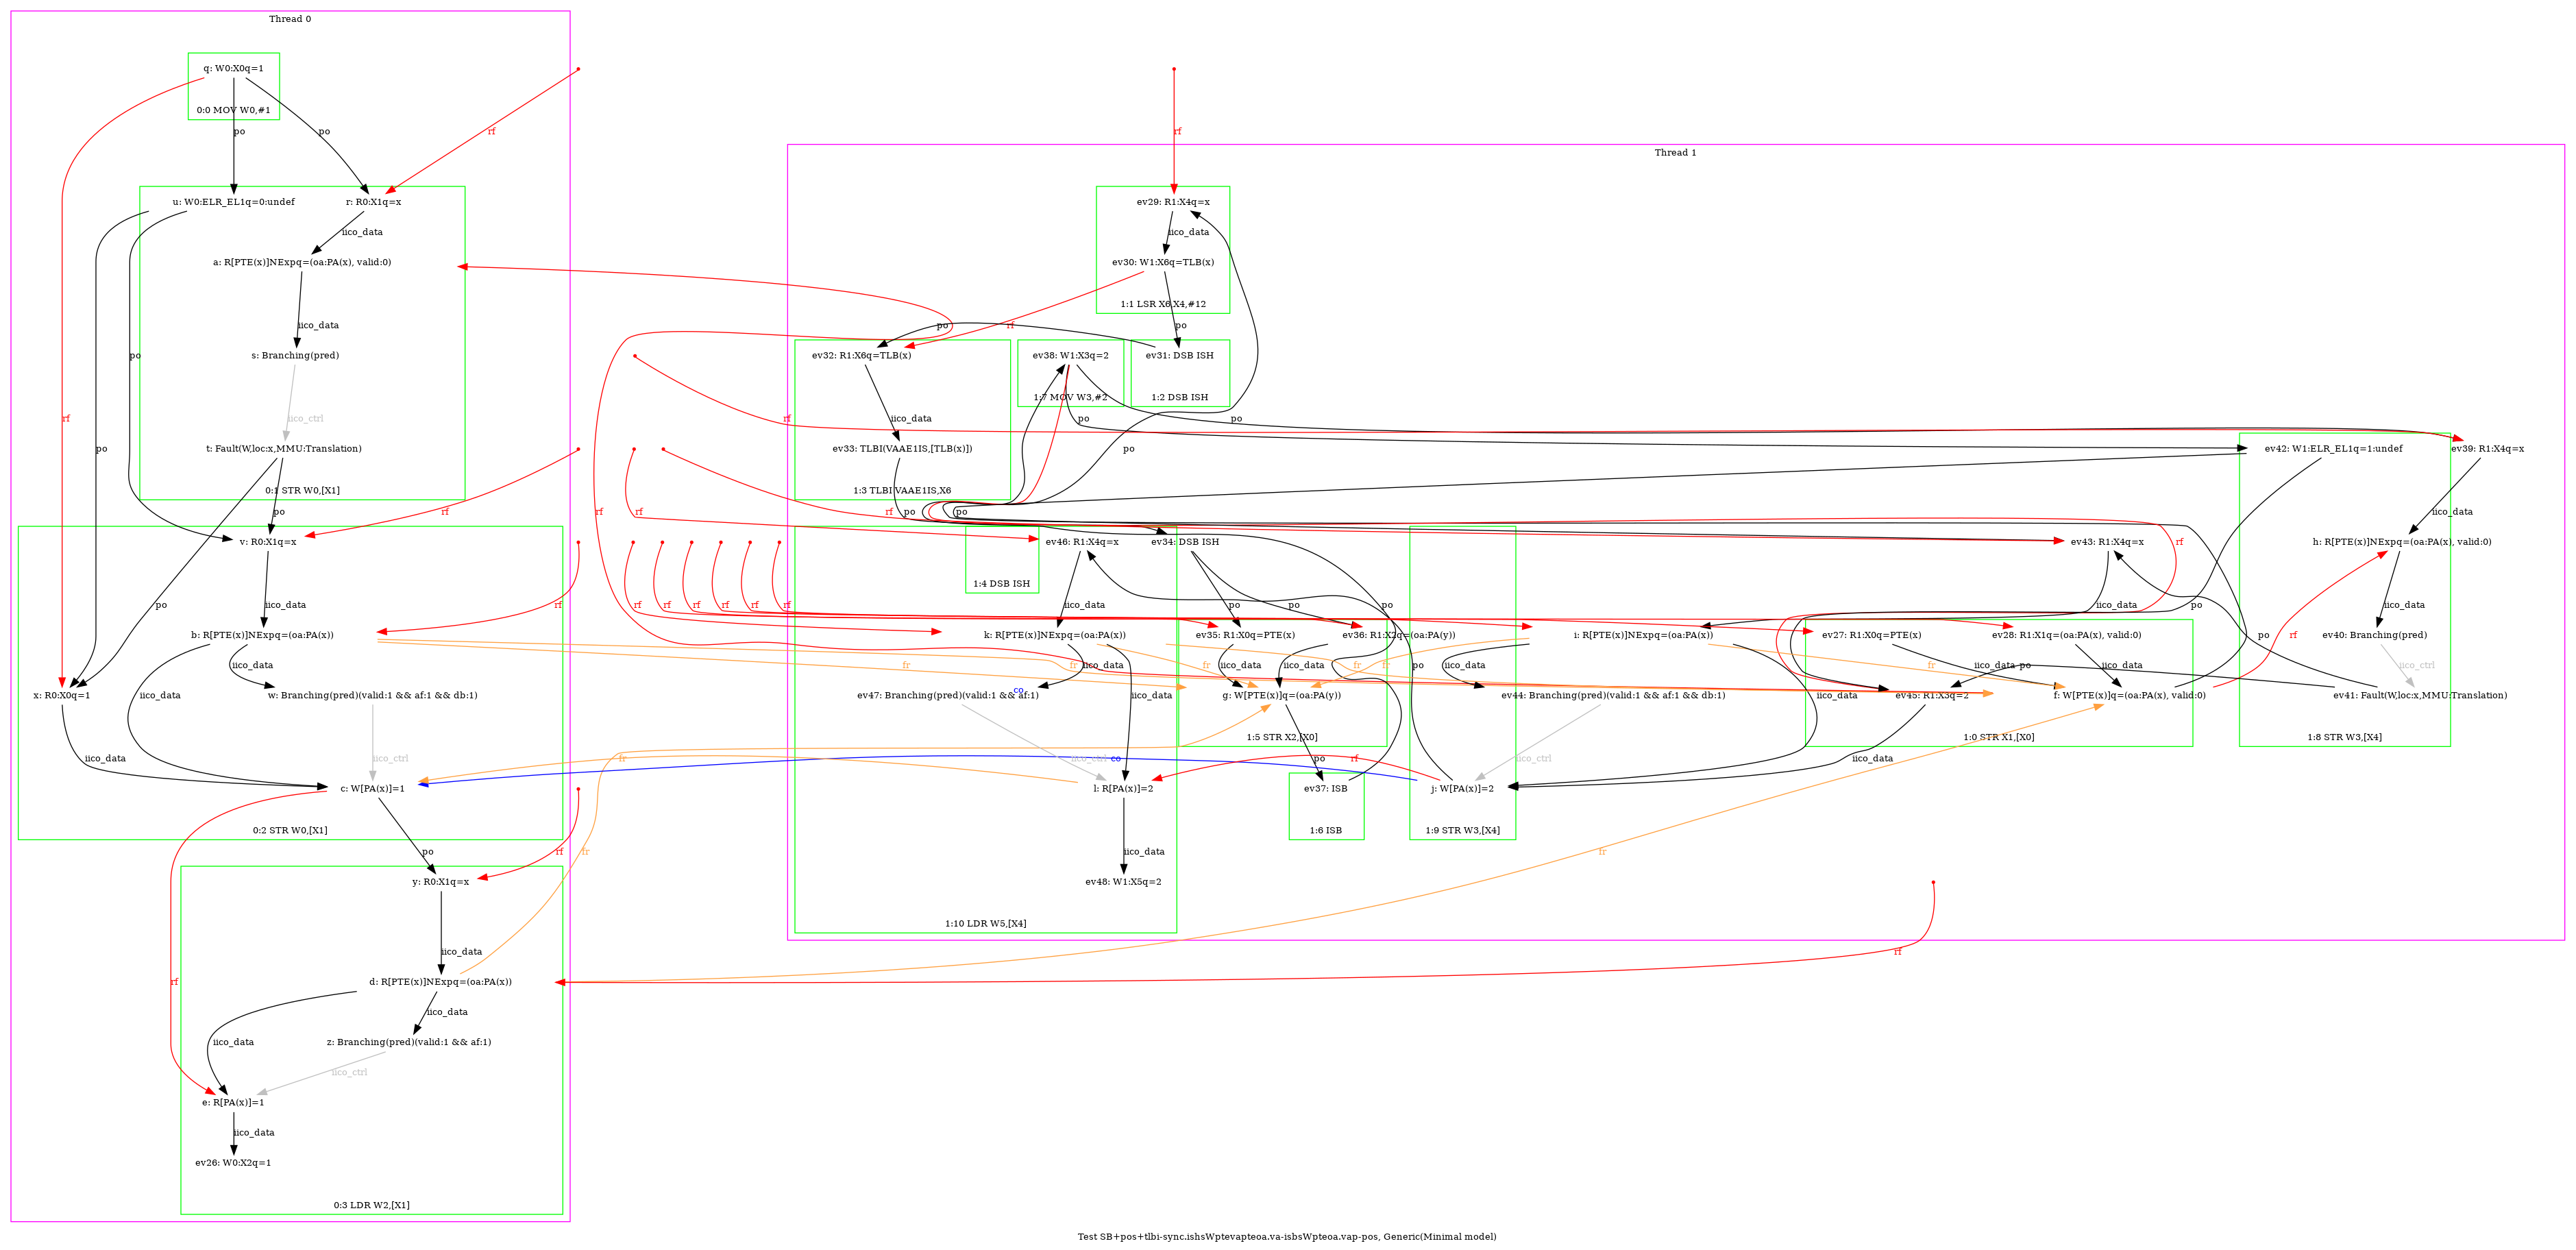 Thread 0
q: W0:X0q=1
0:0 MOV W0,#1
rf
po
po
rf
rf
Thread 1
u: W0:ELR_EL1q=0:undef
r: R0:X1q=x
iico_data
a: R[PTE(x)]NExpq=(oa:PA(x), valid:0)
iico_data
s: Branching(pred)
iico_ctrl
t: Fault(W,loc:x,MMU:Translation)
0:1 STR W0,[X1]
po
po
po
po
rf
rf
v: R0:X1q=x
iico_data
rf
b: R[PTE(x)]NExpq=(oa:PA(x))
iico_data
iico_data
x: R0:X0q=1
w: Branching(pred)(valid:1 && af:1 && db:1)
iico_data
iico_ctrl
c: W[PA(x)]=1
0:2 STR W0,[X1]
po
rf
rf
y: R0:X1q=x
iico_data
d: R[PTE(x)]NExpq=(oa:PA(x))
iico_data
iico_data
z: Branching(pred)(valid:1 && af:1)
iico_ctrl
e: R[PA(x)]=1
iico_data
ev26: W0:X2q=1
0:3 LDR W2,[X1]
ev29: R1:X4q=x
iico_data
ev30: W1:X6q=TLB(x)
1:1 LSR X6,X4,#12
po
rf
po
ev32: R1:X6q=TLB(x)
iico_data
ev33: TLBI(VAAE1IS,[TLB(x)])
1:3 TLBI VAAE1IS,X6
ev38: W1:X3q=2
1:7 MOV W3,#2
ev31: DSB ISH
1:2 DSB ISH
rf
po
po
po
ev42: W1:ELR_EL1q=1:undef
ev39: R1:X4q=x
iico_data
rf
rf
po
po
rf
ev46: R1:X4q=x
1:4 DSB ISH
ev34: DSB ISH
ev43: R1:X4q=x
h: R[PTE(x)]NExpq=(oa:PA(x), valid:0)
rf
rf
rf
rf
rf
rf
iico_data
po
po
po
iico_data
po
iico_data
k: R[PTE(x)]NExpq=(oa:PA(x))
ev35: R1:X0q=PTE(x)
ev36: R1:X2q=(oa:PA(y))
i: R[PTE(x)]NExpq=(oa:PA(x))
ev27: R1:X0q=PTE(x)
ev28: R1:X1q=(oa:PA(x), valid:0)
ev40: Branching(pred)
rf
po
fr
fr
iico_data
fr
iico_data
iico_data
fr
fr
po
iico_data
fr
iico_data
po
iico_data
rf
iico_ctrl
ev47: Branching(pred)(valid:1 && af:1)
co
iico_data
g: W[PTE(x)]q=(oa:PA(y))
ev44: Branching(pred)(valid:1 && af:1 && db:1)
iico_data
ev45: R1:X3q=2
f: W[PTE(x)]q=(oa:PA(x), valid:0)
ev41: Fault(W,loc:x,MMU:Translation)
1:5 STR X2,[X0]
1:0 STR X1,[X0]
1:8 STR W3,[X4]
fr
iico_ctrl
co
po
rf
iico_ctrl
iico_data
l: R[PA(x)]=2
ev37: ISB
j: W[PA(x)]=2
1:6 ISB
1:9 STR W3,[X4]
fr
iico_data
fr
ev48: W1:X5q=2
1:10 LDR W5,[X4]
rf
Test SB+pos+tlbi-sync.ishsWptevapteoa.va-isbsWpteoa.vap-pos, Generic(Minimal model)